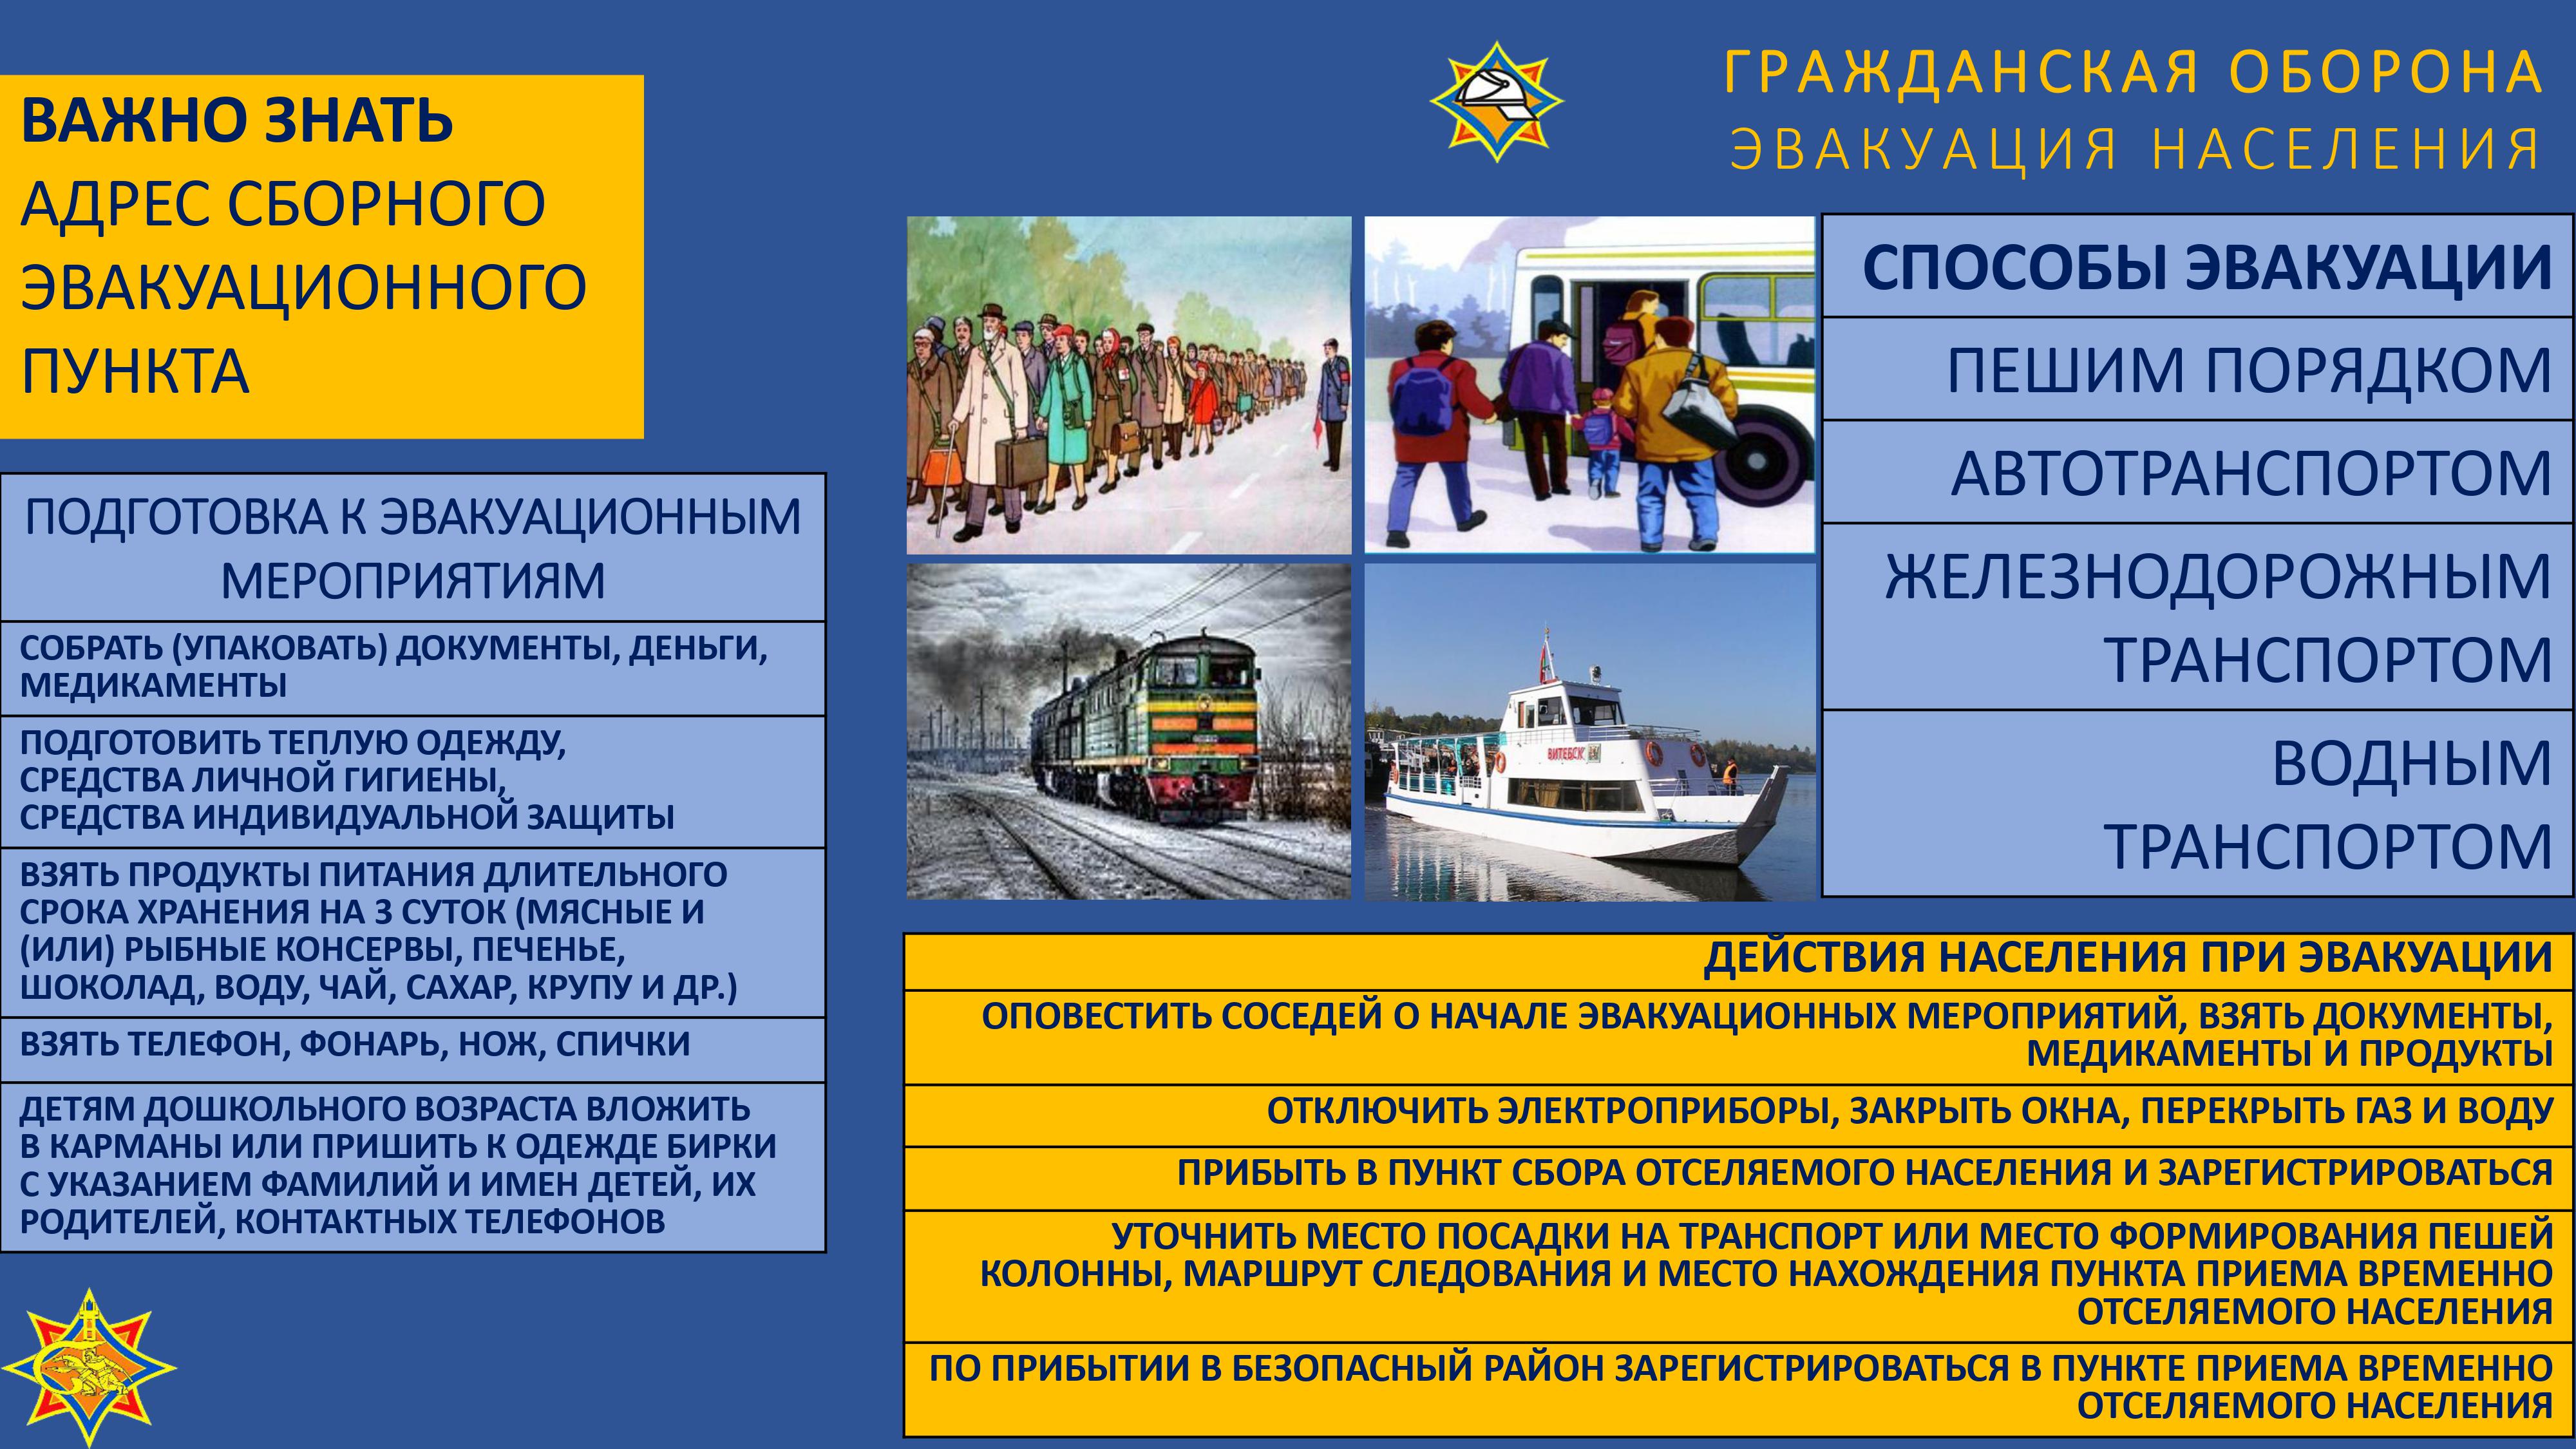 ГРАЖДАНСКАЯ ОБОРОНА
ЭВАКУАЦИЯ НАСЕЛЕНИЯ
ВАЖНО ЗНАТЬ
АДРЕС СБОРНОГО
ЭВАКУАЦИОННОГО
ПУНКТА
ПОДГОТОВКА К ЭВАКУАЦИОННЫМ
МЕРОПРИЯТИЯМ
СОБРАТЬ (УПАКОВАТЬ) ДОКУМЕНТЫ, ДЕНЬГИ,
МЕДИКАМЕНТЫ
ПОДГОТОВИТЬ ТЕПЛУЮ ОДЕЖДУ,
СРЕДСТВА ЛИЧНОЙ ГИГИЕНЫ,
СРЕДСТВА ИНДИВИДУАЛЬНОЙ ЗАЩИТЫ
ВЗЯТЬ ПРОДУКТЫ ПИТАНИЯ ДЛИТЕЛЬНОГО
СРОКА ХРАНЕНИЯ НА 3 СУТОК (МЯСНЫЕ И
(ИЛИ) РЫБНЫЕ КОНСЕРВЫ, ПЕЧЕНЬЕ,
ШОКОЛАД, ВОДУ, ЧАЙ, САХАР, КРУПУ И ДР.)
ВЗЯТЬ ТЕЛЕФОН, ФОНАРЬ, НОЖ, СПИЧКИ
ДЕТЯМ ДОШКОЛЬНОГО ВОЗРАСТА ВЛОЖИТЬ
В КАРМАНЫ ИЛИ ПРИШИТЬ К ОДЕЖДЕ БИРКИ
С УКАЗАНИЕМ ФАМИЛИЙ И ИМЕН ДЕТЕЙ, ИХ
РОДИТЕЛЕЙ, КОНТАКТНЫХ ТЕЛЕФОНОВ
СПОСОБЫ ЭВАКУАЦИИ
ПЕШИМ ПОРЯДКОМ
АВТОТРАНСПОРТОМ
ЖЕЛЕЗНОДОРОЖНЫМ
ТРАНСПОРТОМ
ВОДНЫМ
ТРАНСПОРТОМ
ВИТЕБСК
ДЕЙСТВИЯ НАСЕЛЕНИЯ ПРИ ЭВАКУАЦИИ
ОПОВЕСТИТЬ СОСЕДЕЙ О НАЧАЛЕ ЭВАКУАЦИОННЫХ МЕРОПРИЯТИЙ, ВЗЯТЬ ДОКУМЕНТЫ,
МЕДИКАМЕНТЫ И ПРОДУКТЫ
ОТКЛЮЧИТЬ ЭЛЕКТРОПРИБОРЫ, ЗАКРЫТЬ ОКНА, ПЕРЕКРЫТЬ ГАЗ И ВОДУ
ПРИБЫТЬ В ПУНКТ СБОРА ОТСЕЛЯЕМОГО НАСЕЛЕНИЯ И ЗАРЕГИСТРИРОВАТЬСЯ
УТОЧНИТЬ МЕСТО ПОСАДКИ НА ТРАНСПОРТ ИЛИ МЕСТО ФОРМИРОВАНИЯ ПЕШЕЙ
КОЛОННЫ, МАРШРУТ СЛЕДОВАНИЯ И МЕСТО НАХОЖДЕНИЯ ПУНКТА ПРИЕМА ВРЕМЕННО
ОТСЕЛЯЕМОГО НАСЕЛЕНИЯ
ПО ПРИБЫТИИ В БЕЗОПАСНЫЙ РАЙОН ЗАРЕГИСТРИРОВАТЬСЯ В ПУНКТЕ ПРИЕМА ВРЕМЕННО
ОТСЕЛЯЕМОГО НАСЕЛЕНИЯ